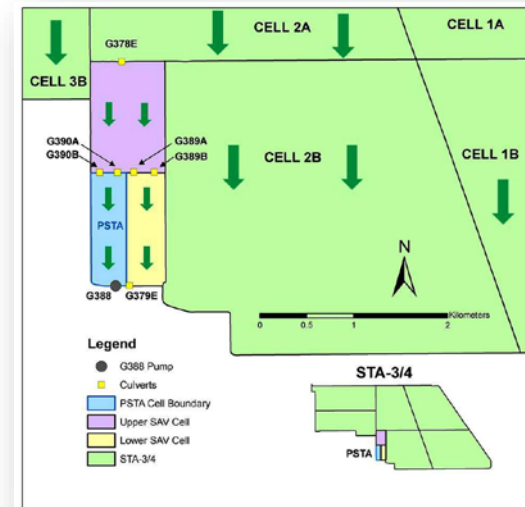 CELL 2A
CELL 1A
G378E
CELL 3B
G390A
G390B
G389A
G389B
CELL 2B
CELL 1B
PSTA
N
G388
G379E
Kilometers
0 0.5 1 2
Legend
G388 Pump
Culverts
PSTA Cell Boundary
Upper SAV Cell
Lower SAV Cell
STA-3/4
STA-3/4
PSTA